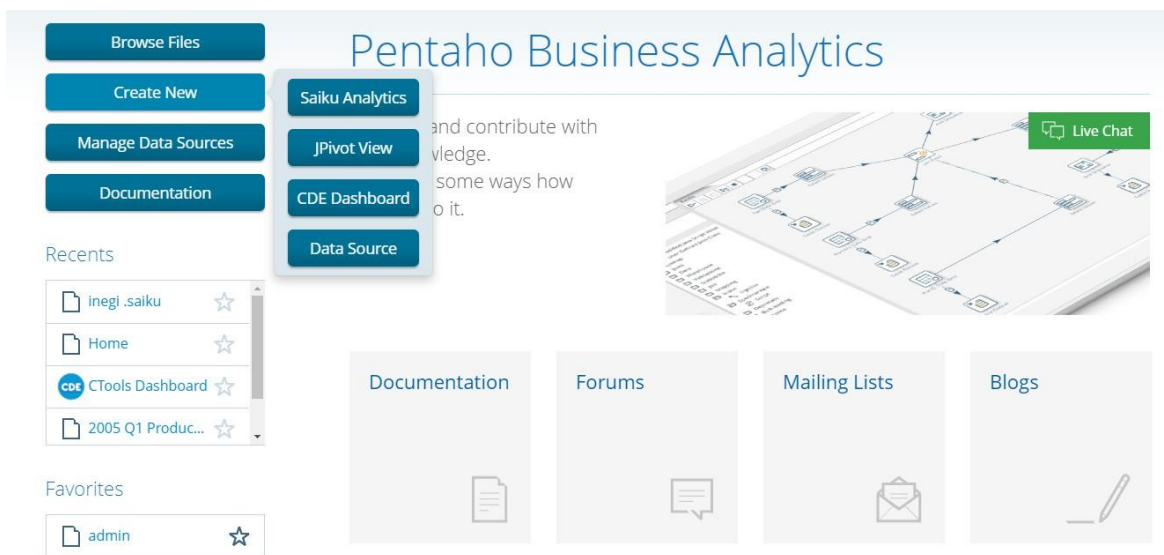 Browse Files
Create New
Manage Data Sources
Documentation
Saiku Analytics
JPivot View
CDE Dashboard
Data Source
Pentaho Business Analytics
and contribute with
some ways how
o it.
Live Chat
Recents
inegi .saiku
Home
CDE CTools Dashboard
2005 Q1 Produc...
Favorites
admin
Documentation
Forums
Mailing Lists
Blogs